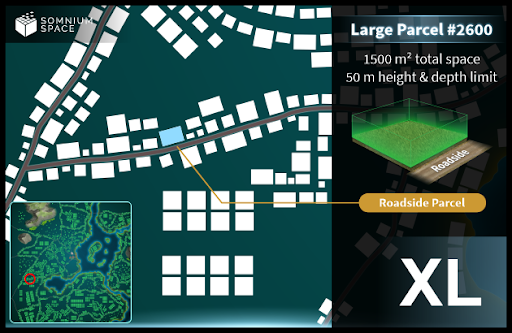 SOMNIUM
SPACE
Large Parcel #2600
1500 m² total space
50 m height & depth limit
Roadside
Roadside Parcel
XL